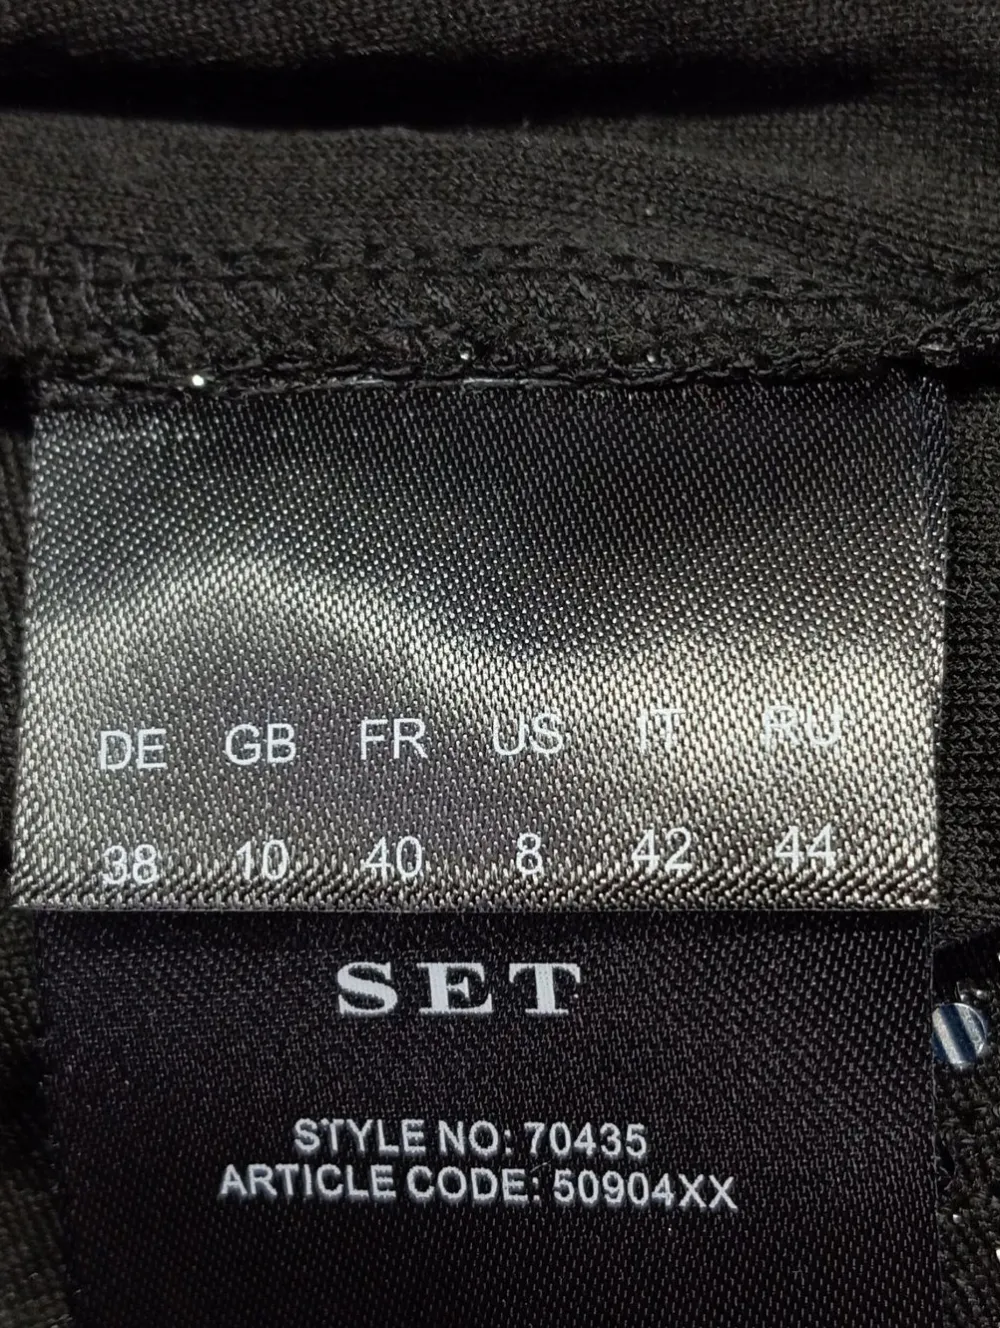 DE GB FR US IT RU
38 10 40 8 42 44
SET
STYLE NO: 70435
ARTICLE CODE: 50904XX